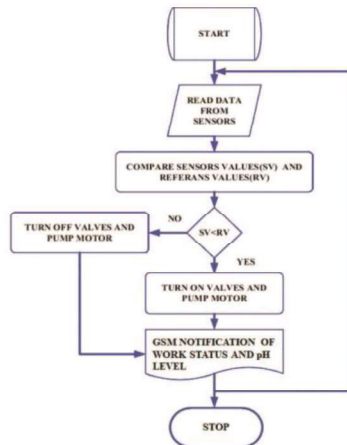 START
READ DATA
FROM
SENSORS
COMPARE SENSORS VALUES(SV) AND
REFERANS VALUES(RV)
NO
SV<RV
TURN OFF VALVES AND
PUMP MOTOR
YES
TURN ON VALVES AND
PUMP MOTOR
GSM NOTIFICATION OF
WORK STATUS AND pH
LEVEL
STOP